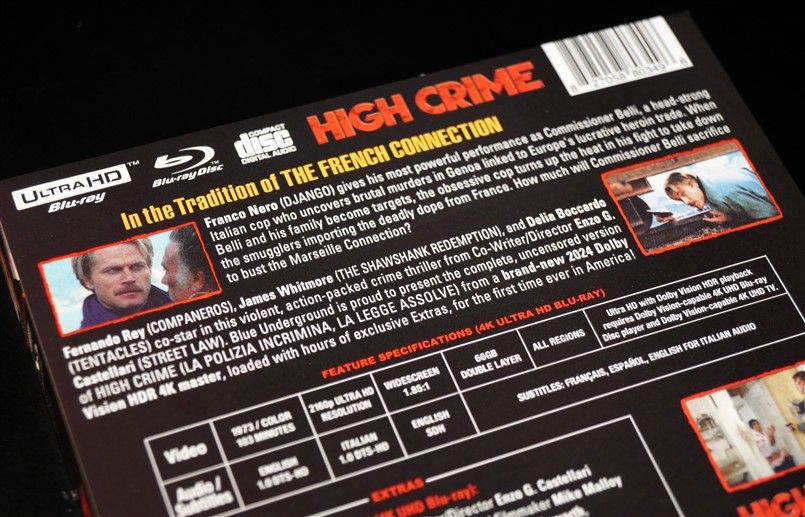 ULTRA HD
Blu-ray
Blu-ray Disc
COMPACT
disc
DIGITAL AUDIO
HIGH CRIME
8 27058 80349 8
In the Tradition of THE FRENCH CONNECTION
Franco Nero (DJANGO) gives his most powerful performance as Commissioner Belli, a head-strong
Italian cop who uncovers brutal murders in Genoa linked to Europe's lucrative heroin trade. When
Belli and his family become targets, the obsessive cop turns up the heat in his fight to take down
the smugglers importing the deadly dope from France. How much will Commissioner Belli sacrifice
to bust the Marseille Connection?
Fernando Rey (COMPANEROS), James Whitmore (THE SHAWSHANK REDEMPTION), and Delia Boccardo
(TENTACLES) co-star in this violent, action-packed crime thriller from Co-Writer/Director Enzo G.
Castellari (STREET LAW). Blue Underground is proud to present the complete, uncensored version
of HIGH CRIME (LA POLIZIA INCRIMINA, LA LEGGE ASSOLVE) from a brand-new 2024 Dolby
Vision HDR 4K master, loaded with hours of exclusive Extras, for the first time ever in America!
FEATURE SPECIFICATIONS (4K ULTRA HD BLU-RAY)
Video
1973 / COLOR
103 MINUTES
2160p ULTRA HD
RESOLUTION
WIDESCREEN
1.85:1
66GB
DOUBLE LAYER
ALL REGIONS
Ultra HD with Dolby Vision HDR playback
requires Dolby Vision-capable 4K UHD Blu-ray
Disc player and Dolby Vision-capable 4K UHD TV.
Audio /
Subtitles
ENGLISH
1.0 DTS-HD
ITALIAN
1.0 DTS-HD
ENGLISH
SDH
SUBTITLES: FRANÇAIS, ESPAÑOL, ENGLISH FOR ITALIAN AUDIO
EXTRAS
UHD Blu-ray):
/Director Enzo G. Castellari
filmmaker Mike Malloy
HIGH